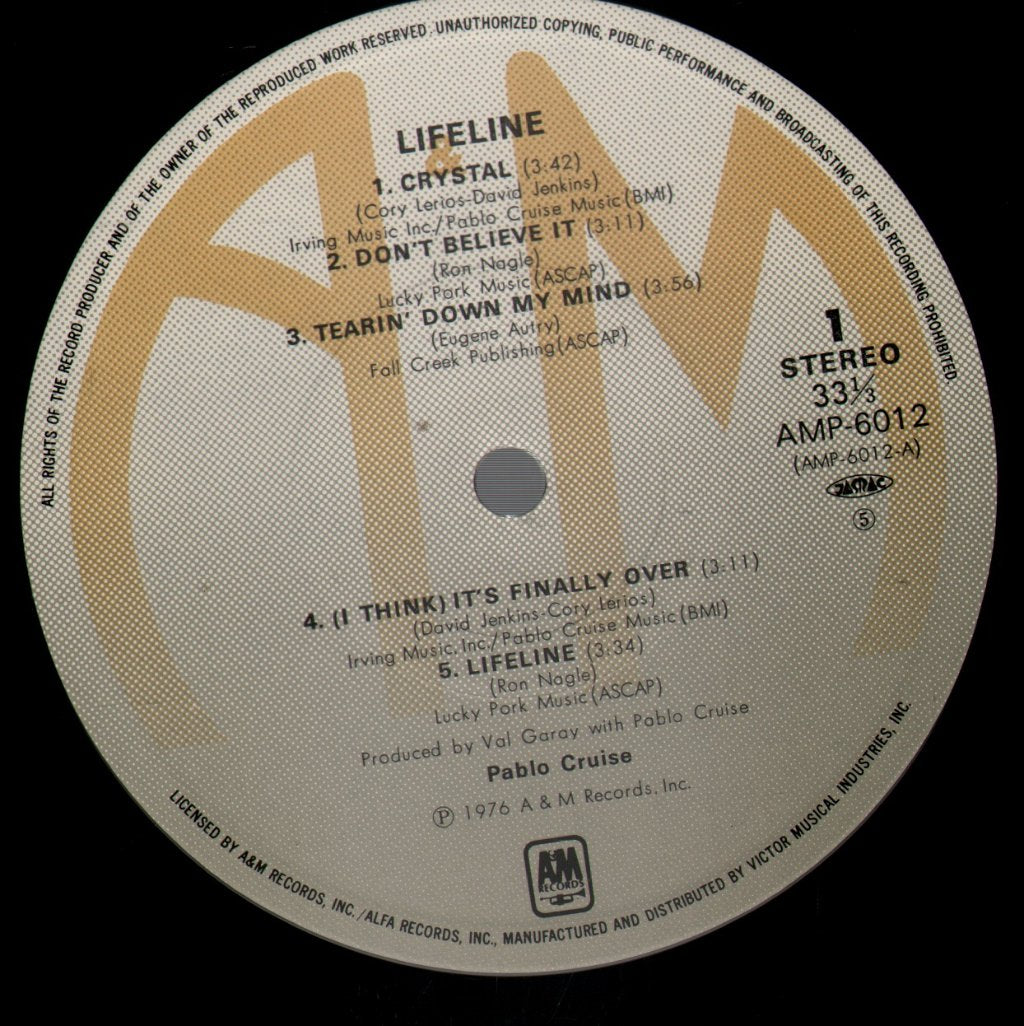 ALL RIGHTS OF THE RECORD PRODUCER AND OF THE OWNER OF THE REPRODUCED WORK RESERVED. UNAUTHORIZED COPYING, PUBLIC PERFORMANCE AND BROADCASTING OF THIS RECORDING PROHIBITED.
A&M
LIFELINE
1. CRYSTAL (3:42)
(Cory Lerios-David Jenkins)
Irving Music Inc./Pablo Cruise Music (BMI)
2. DON'T BELIEVE IT (3:11)
(Ron Nagle)
Lucky Pork Music (ASCAP)
3. TEARIN' DOWN MY MIND (3:56)
(Eugene Autry)
Fall Creek Publishing (ASCAP)
1
STEREO
33⅓
AMP-6012
(AMP-6012-A)
JASRAC
⑤
4. (I THINK) IT'S FINALLY OVER (3:11)
(David Jenkins-Cory Lerios)
Irving Music, Inc./Pablo Cruise Music (BMI)
5. LIFELINE (3:34)
(Ron Nagle)
Lucky Pork Music (ASCAP)
Produced by Val Garay with Pablo Cruise
Pablo Cruise
Ⓟ 1976 A & M Records, Inc.
A&M
RECORDS
LICENSED BY A&M RECORDS, INC./ALFA RECORDS, INC., MANUFACTURED AND DISTRIBUTED BY VICTOR MUSICAL INDUSTRIES, INC.